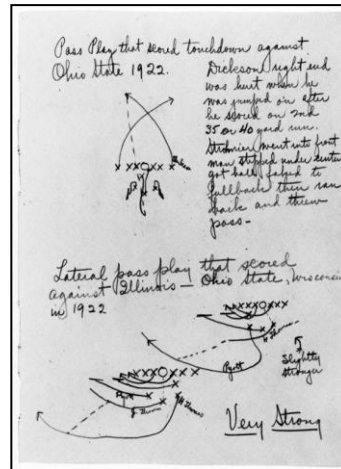 Pass Play that scored touchdown against
Ohio State 1922.
Dickson right end
was hurt when he
was jumped on after
he scored on 2nd
35 or 40 yard run.
went into front
man stepped under center
got ball faked to
fullback then ran
back and threw
pass-
Lateral pass play that scored
against Illinois - Ohio State, Wisconsin
in 1922
Pyott
Slightly
stronger
Very Strong